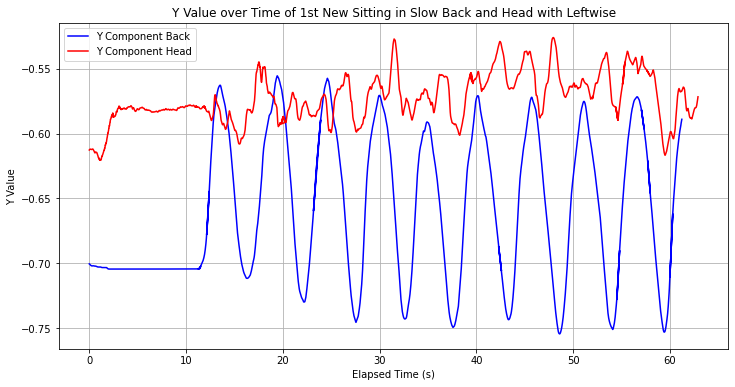 Y Value over Time of 1st New Sitting in Slow Back and Head with Leftwise
Y Component Back
Y Component Head
−0.55
−0.60
−0.65
−0.70
−0.75
Y Value
0 10 20 30 40 50 60
Elapsed Time (s)